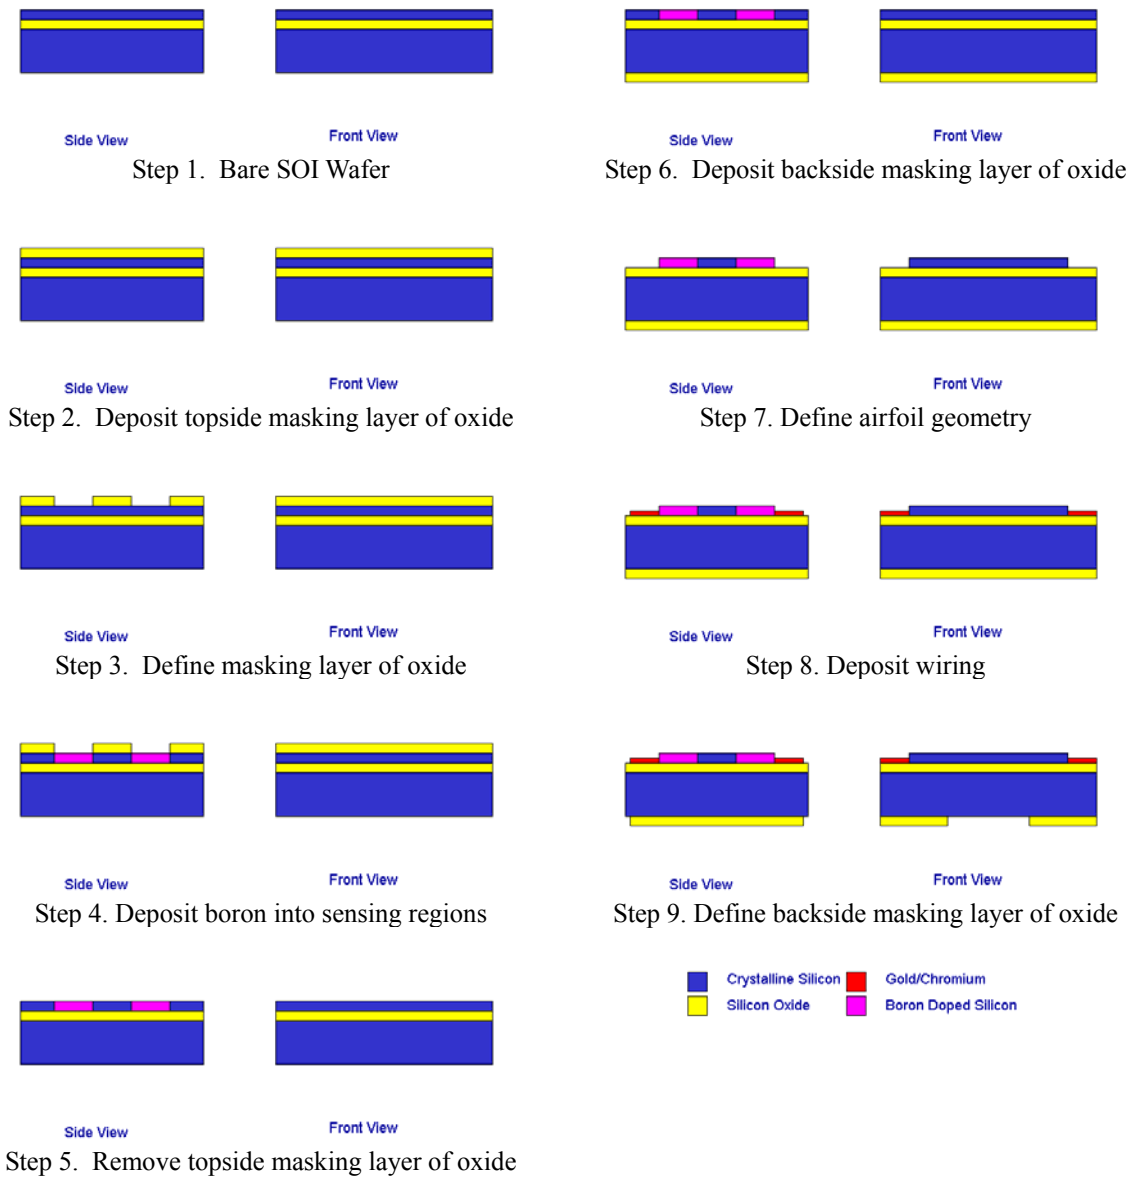 Side View
Front View
Step 1. Bare SOI Wafer
Side View
Front View
Step 2. Deposit topside masking layer of oxide
Side View
Front View
Step 3. Define masking layer of oxide
Side View
Front View
Step 4. Deposit boron into sensing regions
Side View
Front View
Step 5. Remove topside masking layer of oxide
Side View
Front View
Step 6. Deposit backside masking layer of oxide
Side View
Front View
Step 7. Define airfoil geometry
Side View
Front View
Step 8. Deposit wiring
Side View
Front View
Step 9. Define backside masking layer of oxide
Crystalline Silicon
Gold/Chromium
Silicon Oxide
Boron Doped Silicon